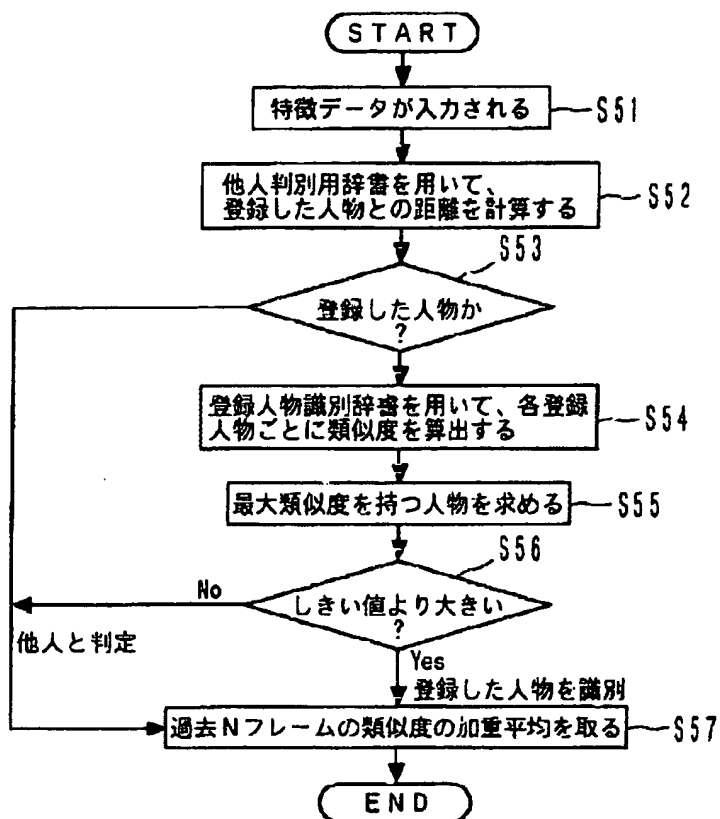 START
特徴データが入力される
S51
他人判別用辞書を用いて、
登録した人物との距離を計算する
S52
S53
登録した人物か
?
登録人物識別辞書を用いて、各登録
人物ごとに類似度を算出する
S54
最大類似度を持つ人物を求める
S55
S56
No
しきい値より大きい
?
他人と判定
Yes
登録した人物を識別
過去Nフレームの類似度の加重平均を取る
S57
END